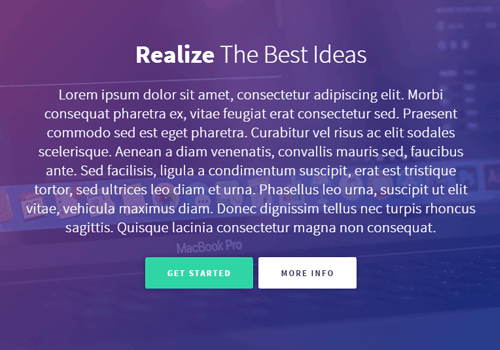 Realize The Best Ideas
Lorem ipsum dolor sit amet, consectetur adipiscing elit. Morbi
consequat pharetra ex, vitae feugiat erat consectetur sed. Praesent
commodo sed est eget pharetra. Curabitur vel risus ac elit sodales
scelerisque. Aenean a diam venenatis, convallis mauris sed, faucibus
ante. Sed facilisis, ligula a condimentum suscipit, erat est tristique
tortor, sed ultrices leo diam et urna. Phasellus leo urna, suscipit ut elit
vitae, vehicula maximus diam. Donec dignissim tellus nec turpis rhoncus
sagittis. Quisque lacinia consectetur magna non consequat.
MacBook Pro
GET STARTED MORE INFO